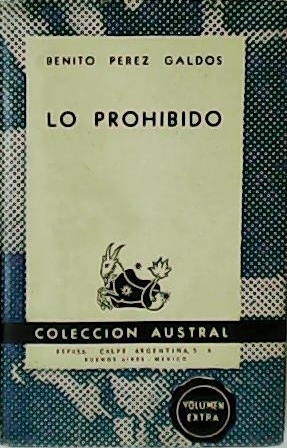 BENITO PEREZ GALDOS
LO PROHIBIDO
COLECCION AUSTRAL
ESPASA CALPE ARGENTINA, S A
BUENOS AIRES - MEXICO
VOLUMEN
EXTRA